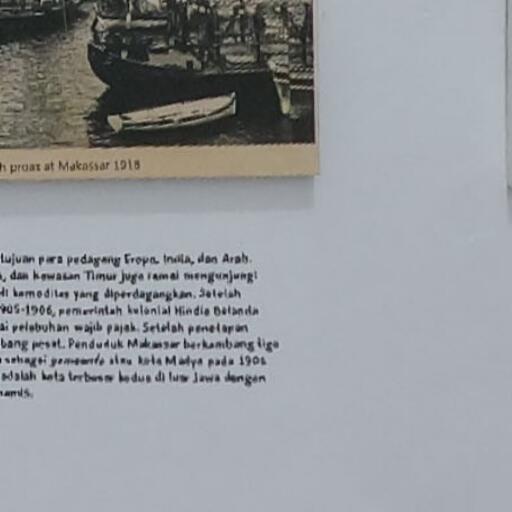 h proas at Makassar 1918
tujuan para pedagang Eropa, India, dan Arab.
, dan kawasan Timur juga ramai mengunjungi
di komoditas yang diperdagangkan. Setelah
905-1906, pemerintah kolonial Hindia Belanda
ai pelabuhan wajib pajak. Setelah penetapan
bang pesat. Penduduk Makassar berkembang tiga
sebagai gemeente atau kota Madya pada 1906
adalah kota terbesar kedua di luar Jawa dengan
namis.